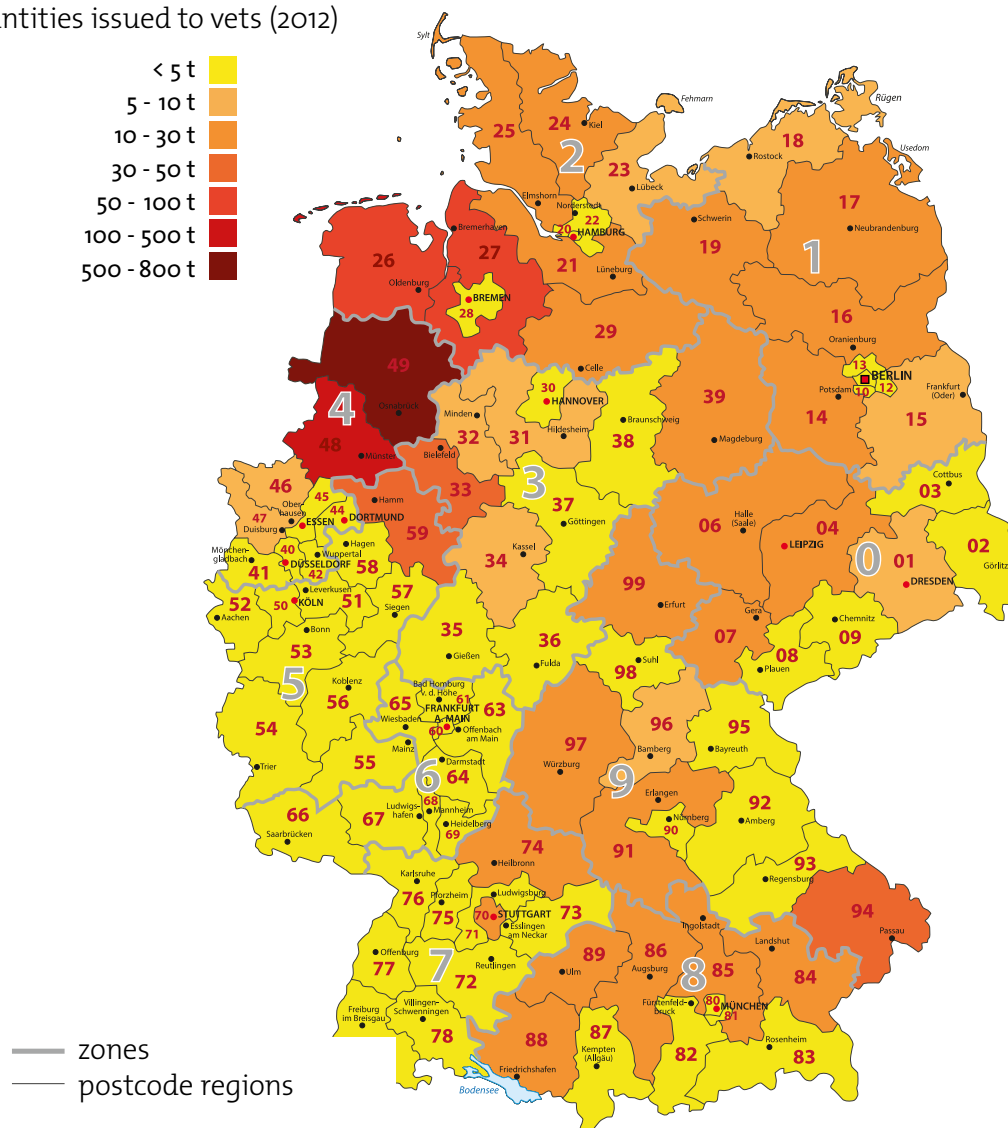 ntities issued to vets (2012)
< 5 t
5 - 10 t
10 - 30 t
30 - 50 t
50 - 100 t
100 - 500 t
500 - 800 t
Sylt
Fehmarn
Rügen
Usedom
25
24
Kiel
2
23
18
Rostock
Lübeck
17
Elmshorn
Norderstedt
22
20
HAMBURG
Schwerin
Neubrandenburg
19
1
Bremerhaven
27
26
Oldenburg
21
Lüneburg
BREMEN
28
29
16
Oranienburg
Celle
49
13
BERLIN
10
12
Potsdam
14
Frankfurt
(Oder)
15
30
HANNOVER
39
Osnabrück
4
Minden
32
31
Hildesheim
Braunschweig
38
Magdeburg
48
Münster
Bielefeld
33
3
Cottbus
03
46
45
44
Hamm
DORTMUND
47
Ober-
hausen
ESSEN
Duisburg
59
37
Göttingen
06
Halle
(Saale)
04
LEIPZIG
02
Görlitz
Mönchen-
gladbach
40
Wuppertal
Hagen
58
41
DÜSSELDORF
42
34
Kassel
0
01
DRESDEN
52
Aachen
Leverkusen
50
KÖLN
51
57
Siegen
99
Erfurt
Gera
07
Chemnitz
09
Bonn
53
35
Gießen
36
Fulda
Suhl
98
08
Plauen
5
Koblenz
56
Bad Homburg
v. d. Höhe
65
61
63
FRANKFURT
A. MAIN
Wiesbaden
60
Offenbach
am Main
Mainz
54
Trier
55
Darmstadt
64
6
97
Würzburg
96
Bamberg
95
Bayreuth
9
66
Saarbrücken
67
68
Ludwigs-
hafen
Mannheim
Heidelberg
69
Erlangen
Nürnberg
90
92
Amberg
74
Heilbronn
91
93
Regensburg
Karlsruhe
76
Pforzheim
75
Ludwigsburg
70
STUTTGART
71
Esslingen
am Neckar
73
94
Passau
Ingolstadt
Landshut
Offenburg
77
7
Reutlingen
72
89
Ulm
86
Augsburg
8
85
84
Freiburg
im Breisgau
Villingen-
Schwenningen
78
Fürstenfeld-
bruck
80
MÜNCHEN
81
88
Friedrichshafen
87
Kempten
(Allgäu)
82
Rosenheim
83
Bodensee
zones
postcode regions